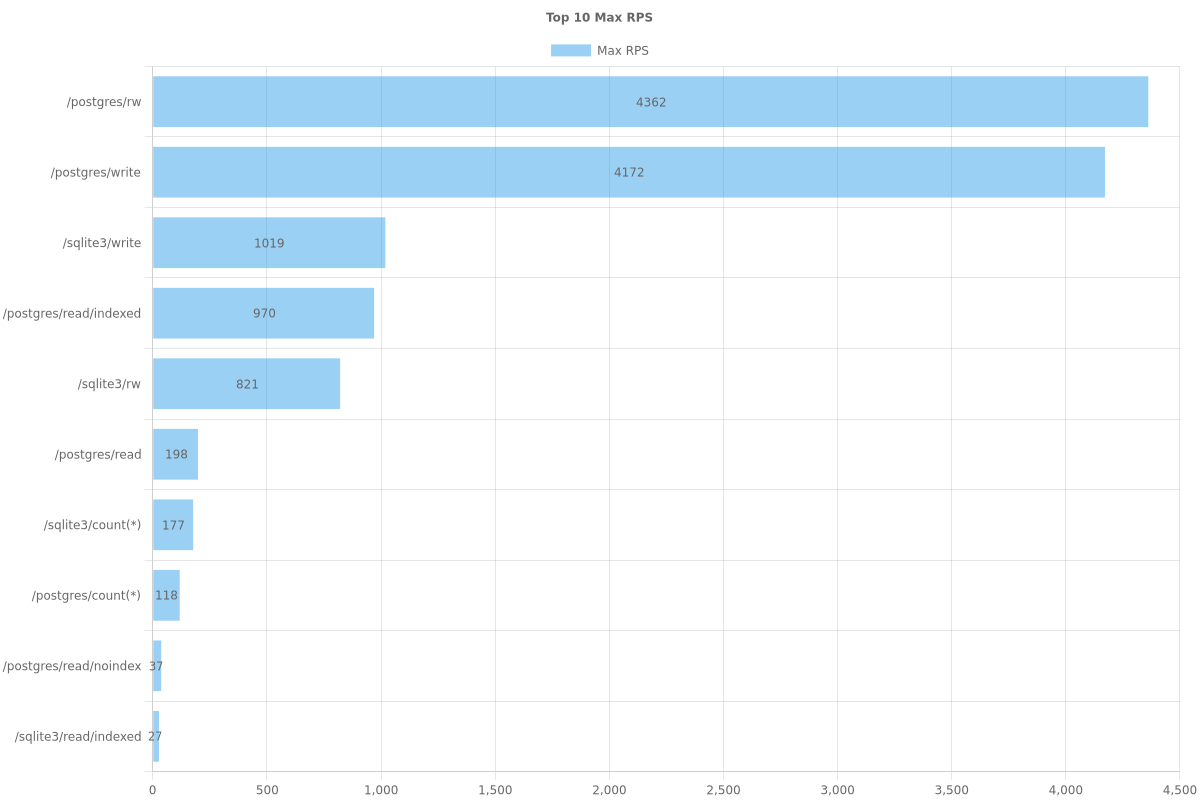 Top 10 Max RPS
Max RPS
/postgres/rw 4362
/postgres/write 4172
/sqlite3/write 1019
/postgres/read/indexed 970
/sqlite3/rw 821
/postgres/read 198
/sqlite3/count(*) 177
/postgres/count(*) 118
/postgres/read/noindex 37
/sqlite3/read/indexed 27
0 500 1,000 1,500 2,000 2,500 3,000 3,500 4,000 4,500